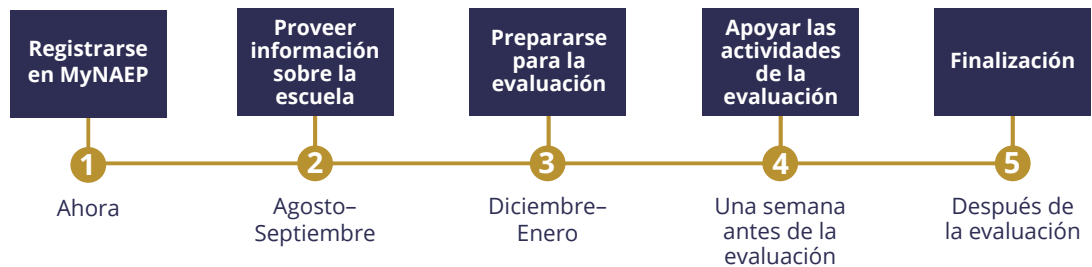 Registrarse
en MyNAEP
Proveer
información
sobre la
escuela
Prepararse
para la
evaluación
Apoyar las
actividades
de la
evaluación
Finalización
1
2
3
4
5
Ahora
Agosto–
Septiembre
Diciembre–
Enero
Una semana
antes de la
evaluación
Después de
la evaluación